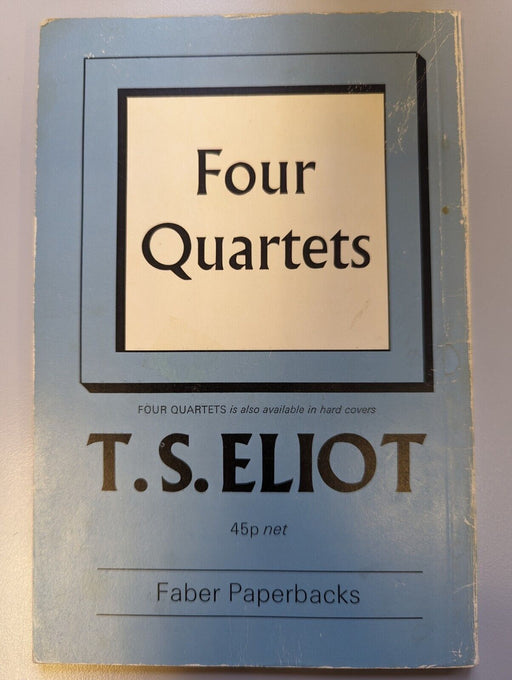 Four
Quartets
FOUR QUARTETS is also available in hard covers
T.S.ELIOT
45p net
Faber Paperbacks